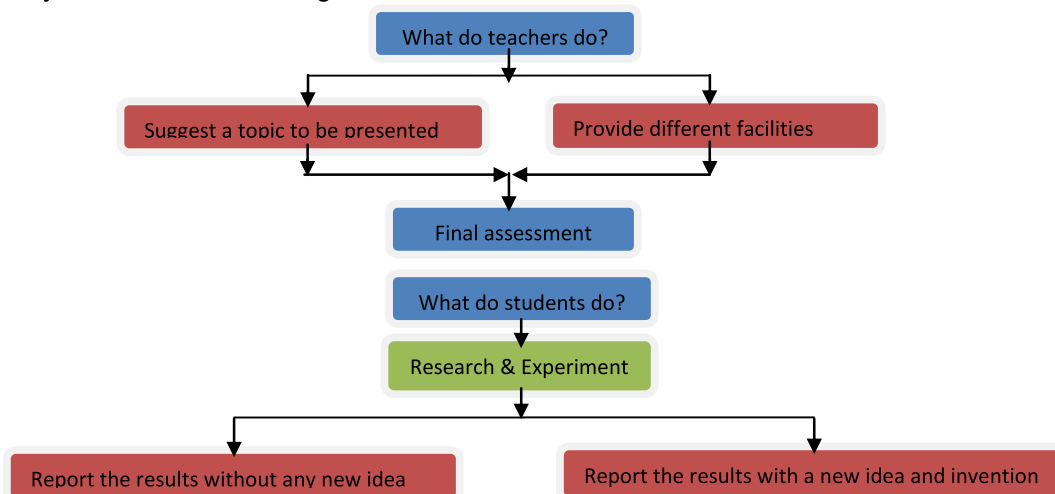 What do teachers do?
Suggest a topic to be presented
Provide different facilities
Final assessment
What do students do?
Research & Experiment
Report the results without any new idea
Report the results with a new idea and invention